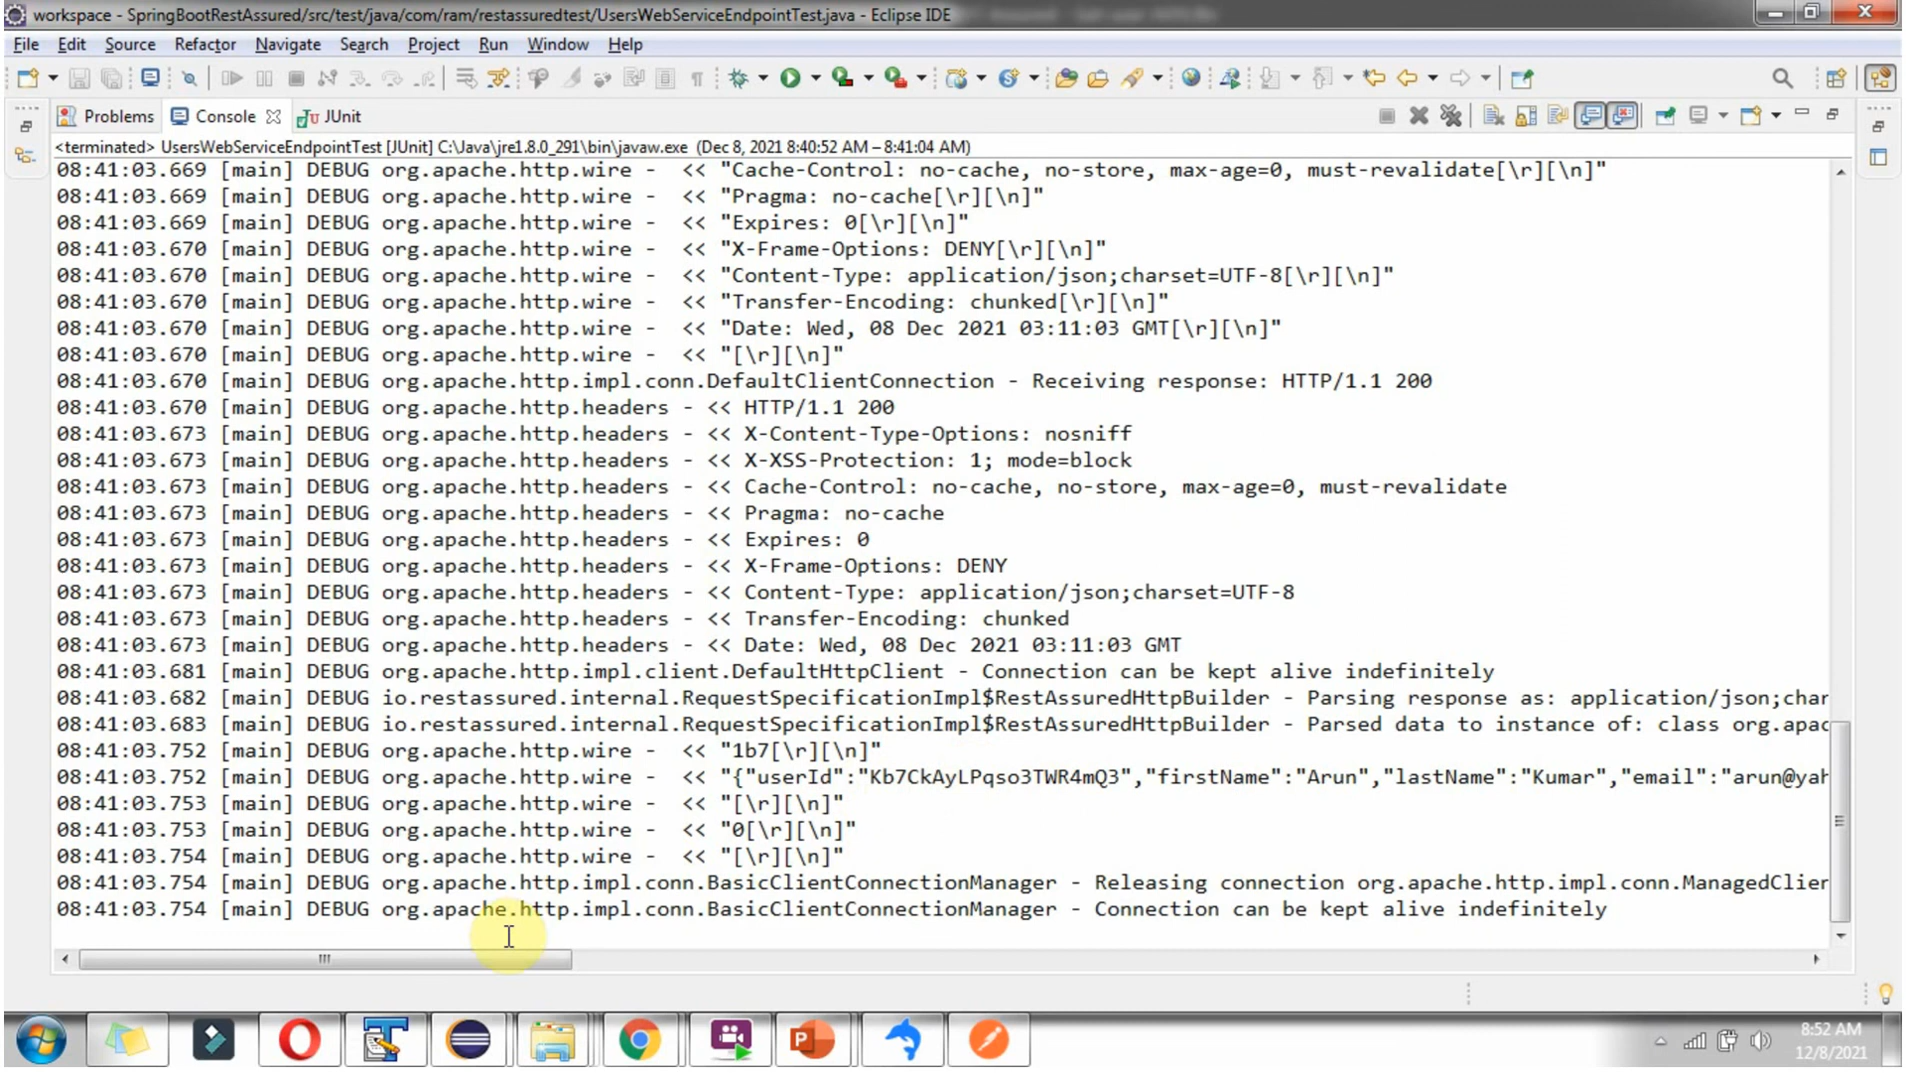 workspace - SpringBootRestAssured/src/test/java/com/ram/restassuredtest/UsersWebServiceEndpointTest.java - Eclipse IDE
File Edit Source Refactor Navigate Search Project Run Window Help
Problems Console JUnit
<terminated> UsersWebServiceEndpointTest [JUnit] C:\Java\jre1.8.0_291\bin\javaw.exe (Dec 8, 2021 8:40:52 AM – 8:41:04 AM)
08:41:03.669 [main] DEBUG org.apache.http.wire -  << "Cache-Control: no-cache, no-store, max-age=0, must-revalidate[\r][\n]"
08:41:03.669 [main] DEBUG org.apache.http.wire -  << "Pragma: no-cache[\r][\n]"
08:41:03.669 [main] DEBUG org.apache.http.wire -  << "Expires: 0[\r][\n]"
08:41:03.670 [main] DEBUG org.apache.http.wire -  << "X-Frame-Options: DENY[\r][\n]"
08:41:03.670 [main] DEBUG org.apache.http.wire -  << "Content-Type: application/json;charset=UTF-8[\r][\n]"
08:41:03.670 [main] DEBUG org.apache.http.wire -  << "Transfer-Encoding: chunked[\r][\n]"
08:41:03.670 [main] DEBUG org.apache.http.wire -  << "Date: Wed, 08 Dec 2021 03:11:03 GMT[\r][\n]"
08:41:03.670 [main] DEBUG org.apache.http.wire -  << "[\r][\n]"
08:41:03.670 [main] DEBUG org.apache.http.impl.conn.DefaultClientConnection - Receiving response: HTTP/1.1 200
08:41:03.670 [main] DEBUG org.apache.http.headers - << HTTP/1.1 200
08:41:03.673 [main] DEBUG org.apache.http.headers - << X-Content-Type-Options: nosniff
08:41:03.673 [main] DEBUG org.apache.http.headers - << X-XSS-Protection: 1; mode=block
08:41:03.673 [main] DEBUG org.apache.http.headers - << Cache-Control: no-cache, no-store, max-age=0, must-revalidate
08:41:03.673 [main] DEBUG org.apache.http.headers - << Pragma: no-cache
08:41:03.673 [main] DEBUG org.apache.http.headers - << Expires: 0
08:41:03.673 [main] DEBUG org.apache.http.headers - << X-Frame-Options: DENY
08:41:03.673 [main] DEBUG org.apache.http.headers - << Content-Type: application/json;charset=UTF-8
08:41:03.673 [main] DEBUG org.apache.http.headers - << Transfer-Encoding: chunked
08:41:03.673 [main] DEBUG org.apache.http.headers - << Date: Wed, 08 Dec 2021 03:11:03 GMT
08:41:03.681 [main] DEBUG org.apache.http.impl.client.DefaultHttpClient - Connection can be kept alive indefinitely
08:41:03.682 [main] DEBUG io.restassured.internal.RequestSpecificationImpl$RestAssuredHttpBuilder - Parsing response as: application/json;char
08:41:03.683 [main] DEBUG io.restassured.internal.RequestSpecificationImpl$RestAssuredHttpBuilder - Parsed data to instance of: class org.apac
08:41:03.752 [main] DEBUG org.apache.http.wire -  << "1b7[\r][\n]"
08:41:03.752 [main] DEBUG org.apache.http.wire -  << "{"userId":"Kb7CkAyLPqso3TWR4mQ3","firstName":"Arun","lastName":"Kumar","email":"arun@yah
08:41:03.753 [main] DEBUG org.apache.http.wire -  << "[\r][\n]"
08:41:03.753 [main] DEBUG org.apache.http.wire -  << "0[\r][\n]"
08:41:03.754 [main] DEBUG org.apache.http.wire -  << "[\r][\n]"
08:41:03.754 [main] DEBUG org.apache.http.impl.conn.BasicClientConnectionManager - Releasing connection org.apache.http.impl.conn.ManagedClien
08:41:03.754 [main] DEBUG org.apache.http.impl.conn.BasicClientConnectionManager - Connection can be kept alive indefinitely
8:52 AM
12/8/2021